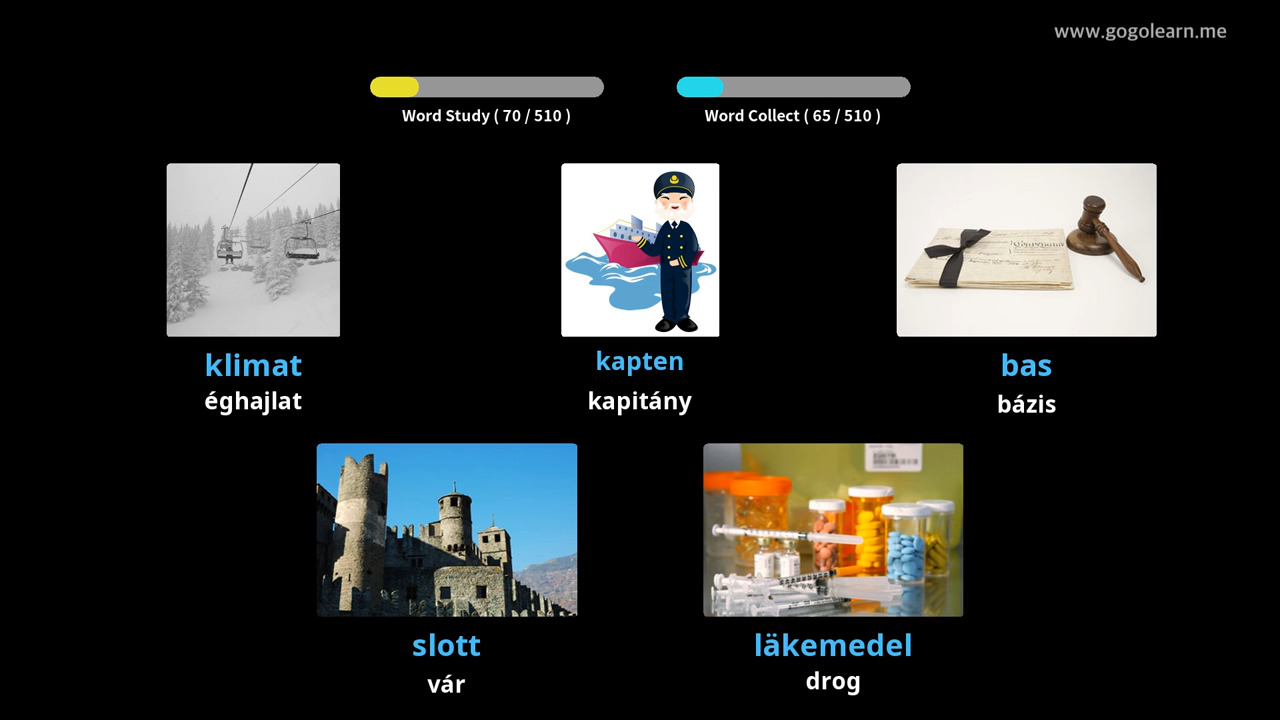 www.gogolearn.me
Word Study ( 70 / 510 )
Word Collect ( 65 / 510 )
klimat
éghajlat
kapten
kapitány
bas
bázis
slott
vár
läkemedel
drog